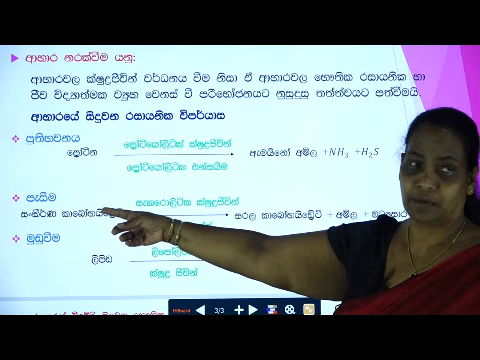 ආහාර නරක්වීම යනු:
ආහාරවල ක්ෂුද්‍රජීවීන් වර්ධනය වීම නිසා ඒ ආහාරවල භෞතික රසායනික හා
ජීව විද්‍යාත්මක ව්‍යුහ වෙනස් වී පරිභෝජනයට නුසුදුසු තත්ත්වයට පත්වීමයි.
ආහාරයේ සිදුවන රසායනික විපර්යාස
ප්‍රතිභවනය
ප්‍රෝටීන ප්‍රෝටියෝලිටික් ක්ෂුද්‍රජීවීන් ඇමයිනෝ අම්ල +NH3 +H2S
ප්‍රෝටියෝලිටික එන්සයිම
පැසීම
සැකරොලිටික ක්ෂුද්‍රජීවීන්
සංකීර්ණ සරල කාබෝහයිඩ්‍රේට් + අම්ල +
මුඩුවීම
ලිපිඩ
ක්ෂුද්‍ර ජීවීන්
3/3